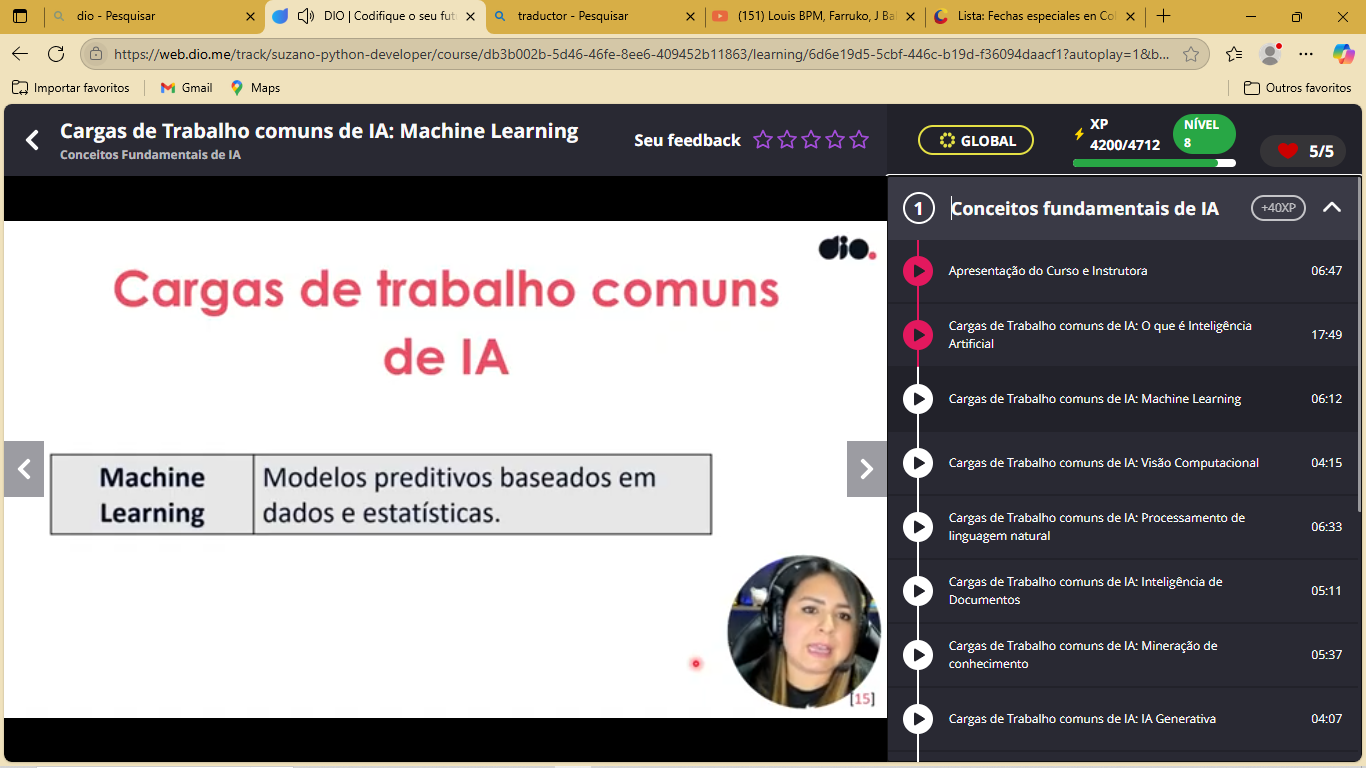 dio - Pesquisar
DIO | Codifique o seu fut
traductor - Pesquisar
(151) Louis BPM, Farruko, J Ba
Lista: Fechas especiales en Co
https://web.dio.me/track/suzano-python-developer/course/db3b002b-5d46-46fe-8ee6-409452b11863/learning/6d6e19d5-5cbf-446c-b19d-f36094daacf1?autoplay=1&b...
Importar favoritos
Gmail
Maps
Outros favoritos
Cargas de Trabalho comuns de IA: Machine Learning
Conceitos Fundamentais de IA
Seu feedback
GLOBAL
XP
4200/4712
NÍVEL
8
5/5
dio.
Cargas de trabalho comuns
de IA
Machine
Learning
Modelos preditivos baseados em
dados e estatísticas.
[15]
1
Conceitos fundamentais de IA
+40XP
Apresentação do Curso e Instrutora
06:47
Cargas de Trabalho comuns de IA: O que é Inteligência
Artificial
17:49
Cargas de Trabalho comuns de IA: Machine Learning
06:12
Cargas de Trabalho comuns de IA: Visão Computacional
04:15
Cargas de Trabalho comuns de IA: Processamento de
linguagem natural
06:33
Cargas de Trabalho comuns de IA: Inteligência de
Documentos
05:11
Cargas de Trabalho comuns de IA: Mineração de
conhecimento
05:37
Cargas de Trabalho comuns de IA: IA Generativa
04:07